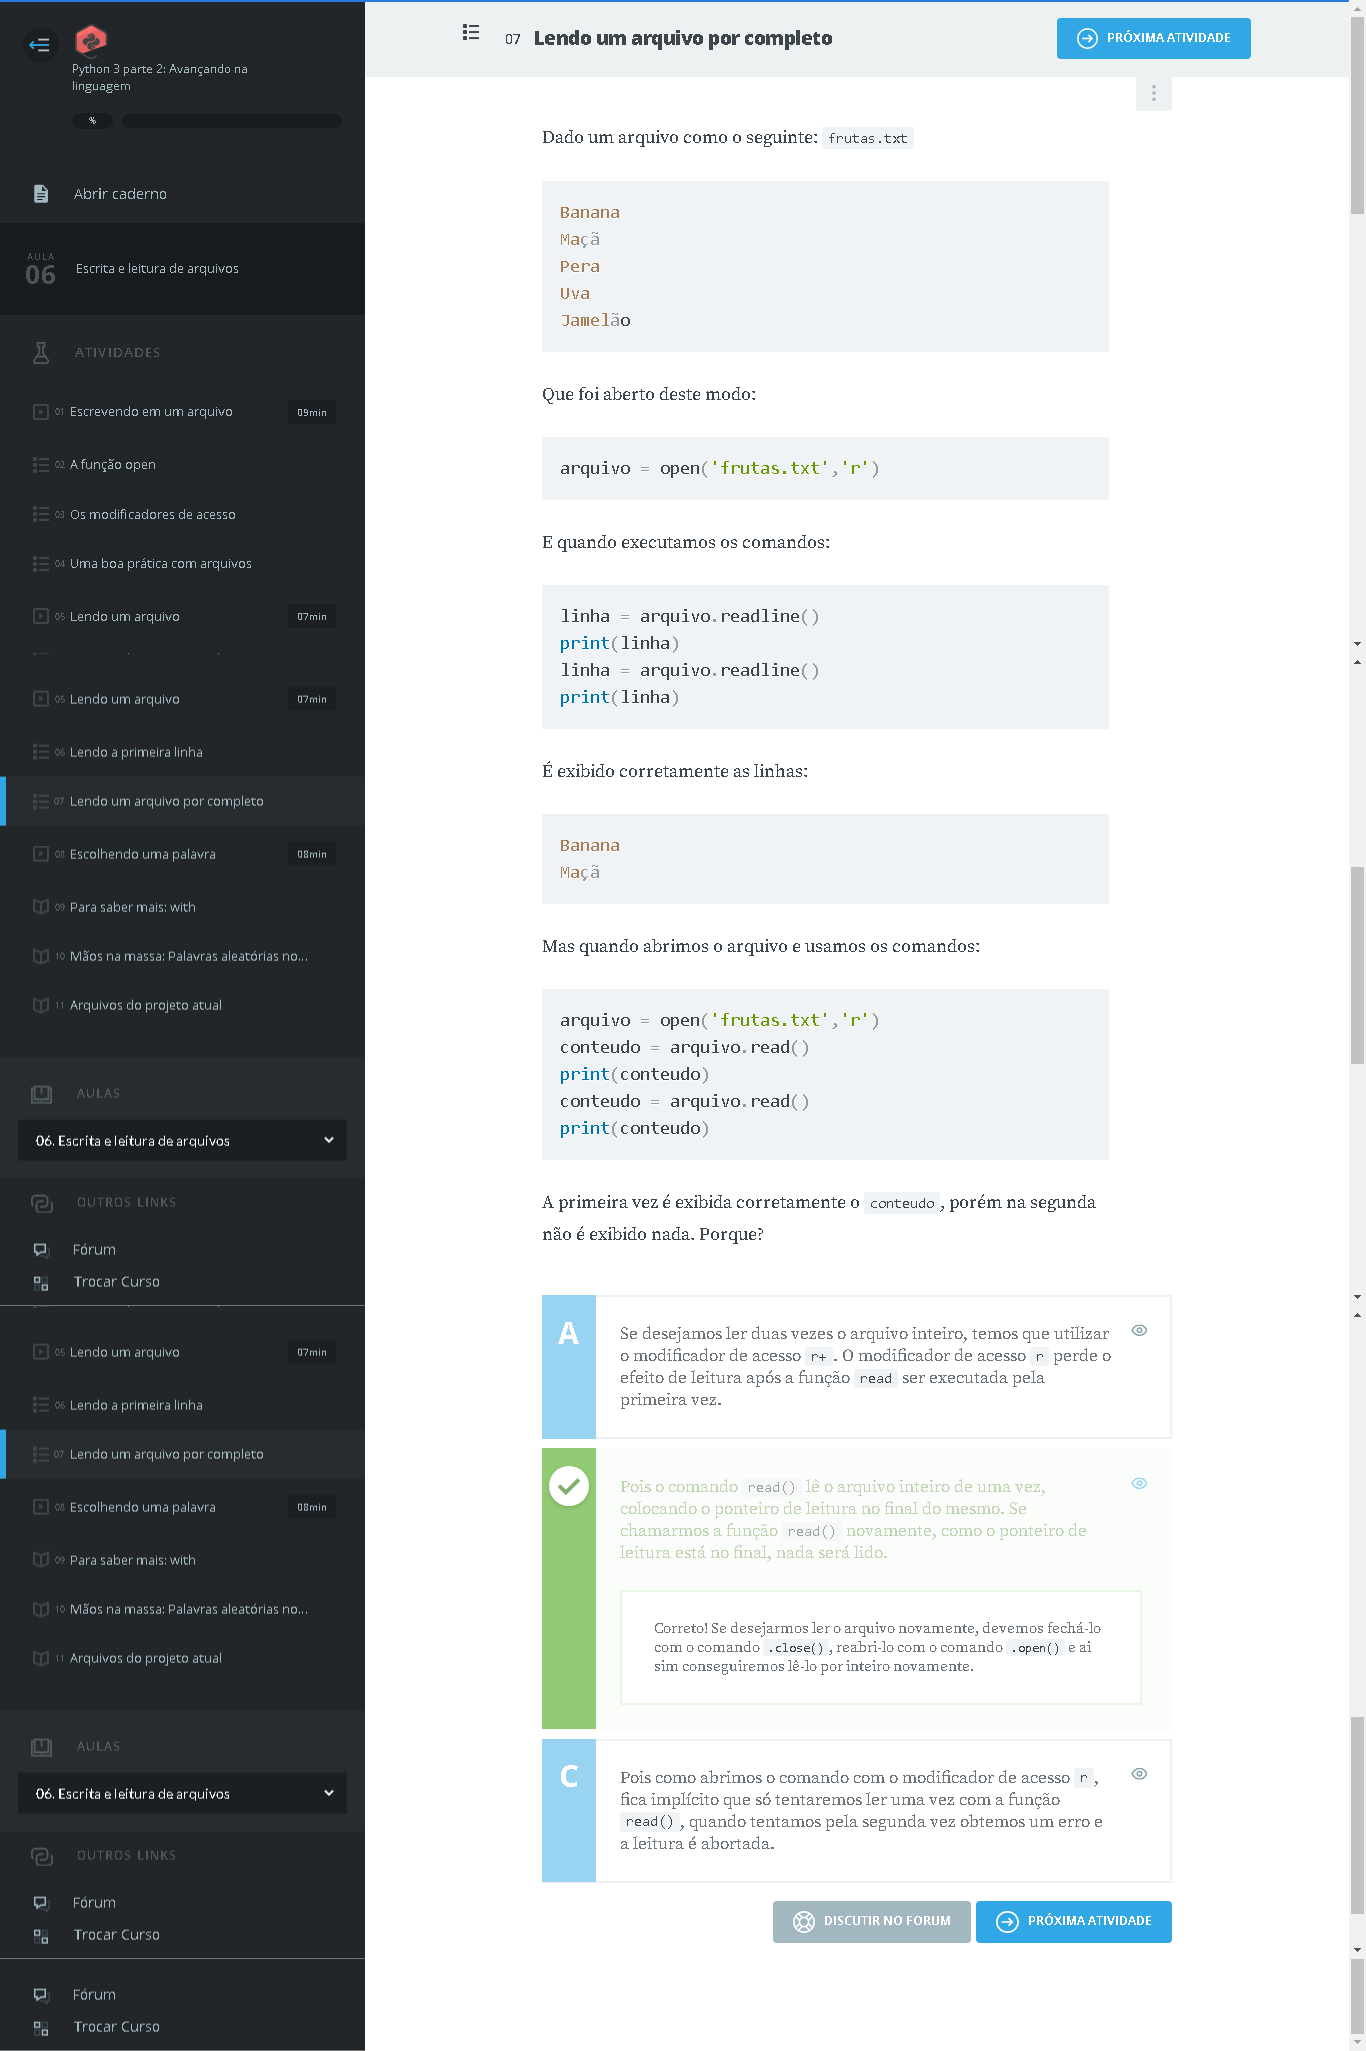 Python 3 parte 2: Avançando na
linguagem
%
Abrir caderno
AULA
06
Escrita e leitura de arquivos
ATIVIDADES
01 Escrevendo em um arquivo 09min
02 A função open
03 Os modificadores de acesso
04 Uma boa prática com arquivos
05 Lendo um arquivo 07min
05 Lendo um arquivo 07min
06 Lendo a primeira linha
07 Lendo um arquivo por completo
08 Escolhendo uma palavra 08min
09 Para saber mais: with
10 Mãos na massa: Palavras aleatórias no...
11 Arquivos do projeto atual
AULAS
06. Escrita e leitura de arquivos
OUTROS LINKS
Fórum
Trocar Curso
05 Lendo um arquivo 07min
06 Lendo a primeira linha
07 Lendo um arquivo por completo
08 Escolhendo uma palavra 08min
09 Para saber mais: with
10 Mãos na massa: Palavras aleatórias no...
11 Arquivos do projeto atual
AULAS
06. Escrita e leitura de arquivos
OUTROS LINKS
Fórum
Trocar Curso
Fórum
Trocar Curso
07 Lendo um arquivo por completo
PRÓXIMA ATIVIDADE
Dado um arquivo como o seguinte: frutas.txt
Banana
Maçã
Pera
Uva
Jamelão
Que foi aberto deste modo:
arquivo = open('frutas.txt','r')
E quando executamos os comandos:
linha = arquivo.readline()
print(linha)
linha = arquivo.readline()
print(linha)
É exibido corretamente as linhas:
Banana
Maçã
Mas quando abrimos o arquivo e usamos os comandos:
arquivo = open('frutas.txt','r')
conteudo = arquivo.read()
print(conteudo)
conteudo = arquivo.read()
print(conteudo)
A primeira vez é exibida corretamente o conteudo, porém na segunda
não é exibido nada. Porque?
A
Se desejamos ler duas vezes o arquivo inteiro, temos que utilizar
o modificador de acesso r+. O modificador de acesso r perde o
efeito de leitura após a função read ser executada pela
primeira vez.
Pois o comando read() lê o arquivo inteiro de uma vez,
colocando o ponteiro de leitura no final do mesmo. Se
chamarmos a função read() novamente, como o ponteiro de
leitura está no final, nada será lido.
Correto! Se desejarmos ler o arquivo novamente, devemos fechá-lo
com o comando .close(), reabri-lo com o comando .open() e ai
sim conseguiremos lê-lo por inteiro novamente.
C
Pois como abrimos o comando com o modificador de acesso r,
fica implícito que só tentaremos ler uma vez com a função
read(), quando tentamos pela segunda vez obtemos um erro e
a leitura é abortada.
DISCUTIR NO FORUM
PRÓXIMA ATIVIDADE